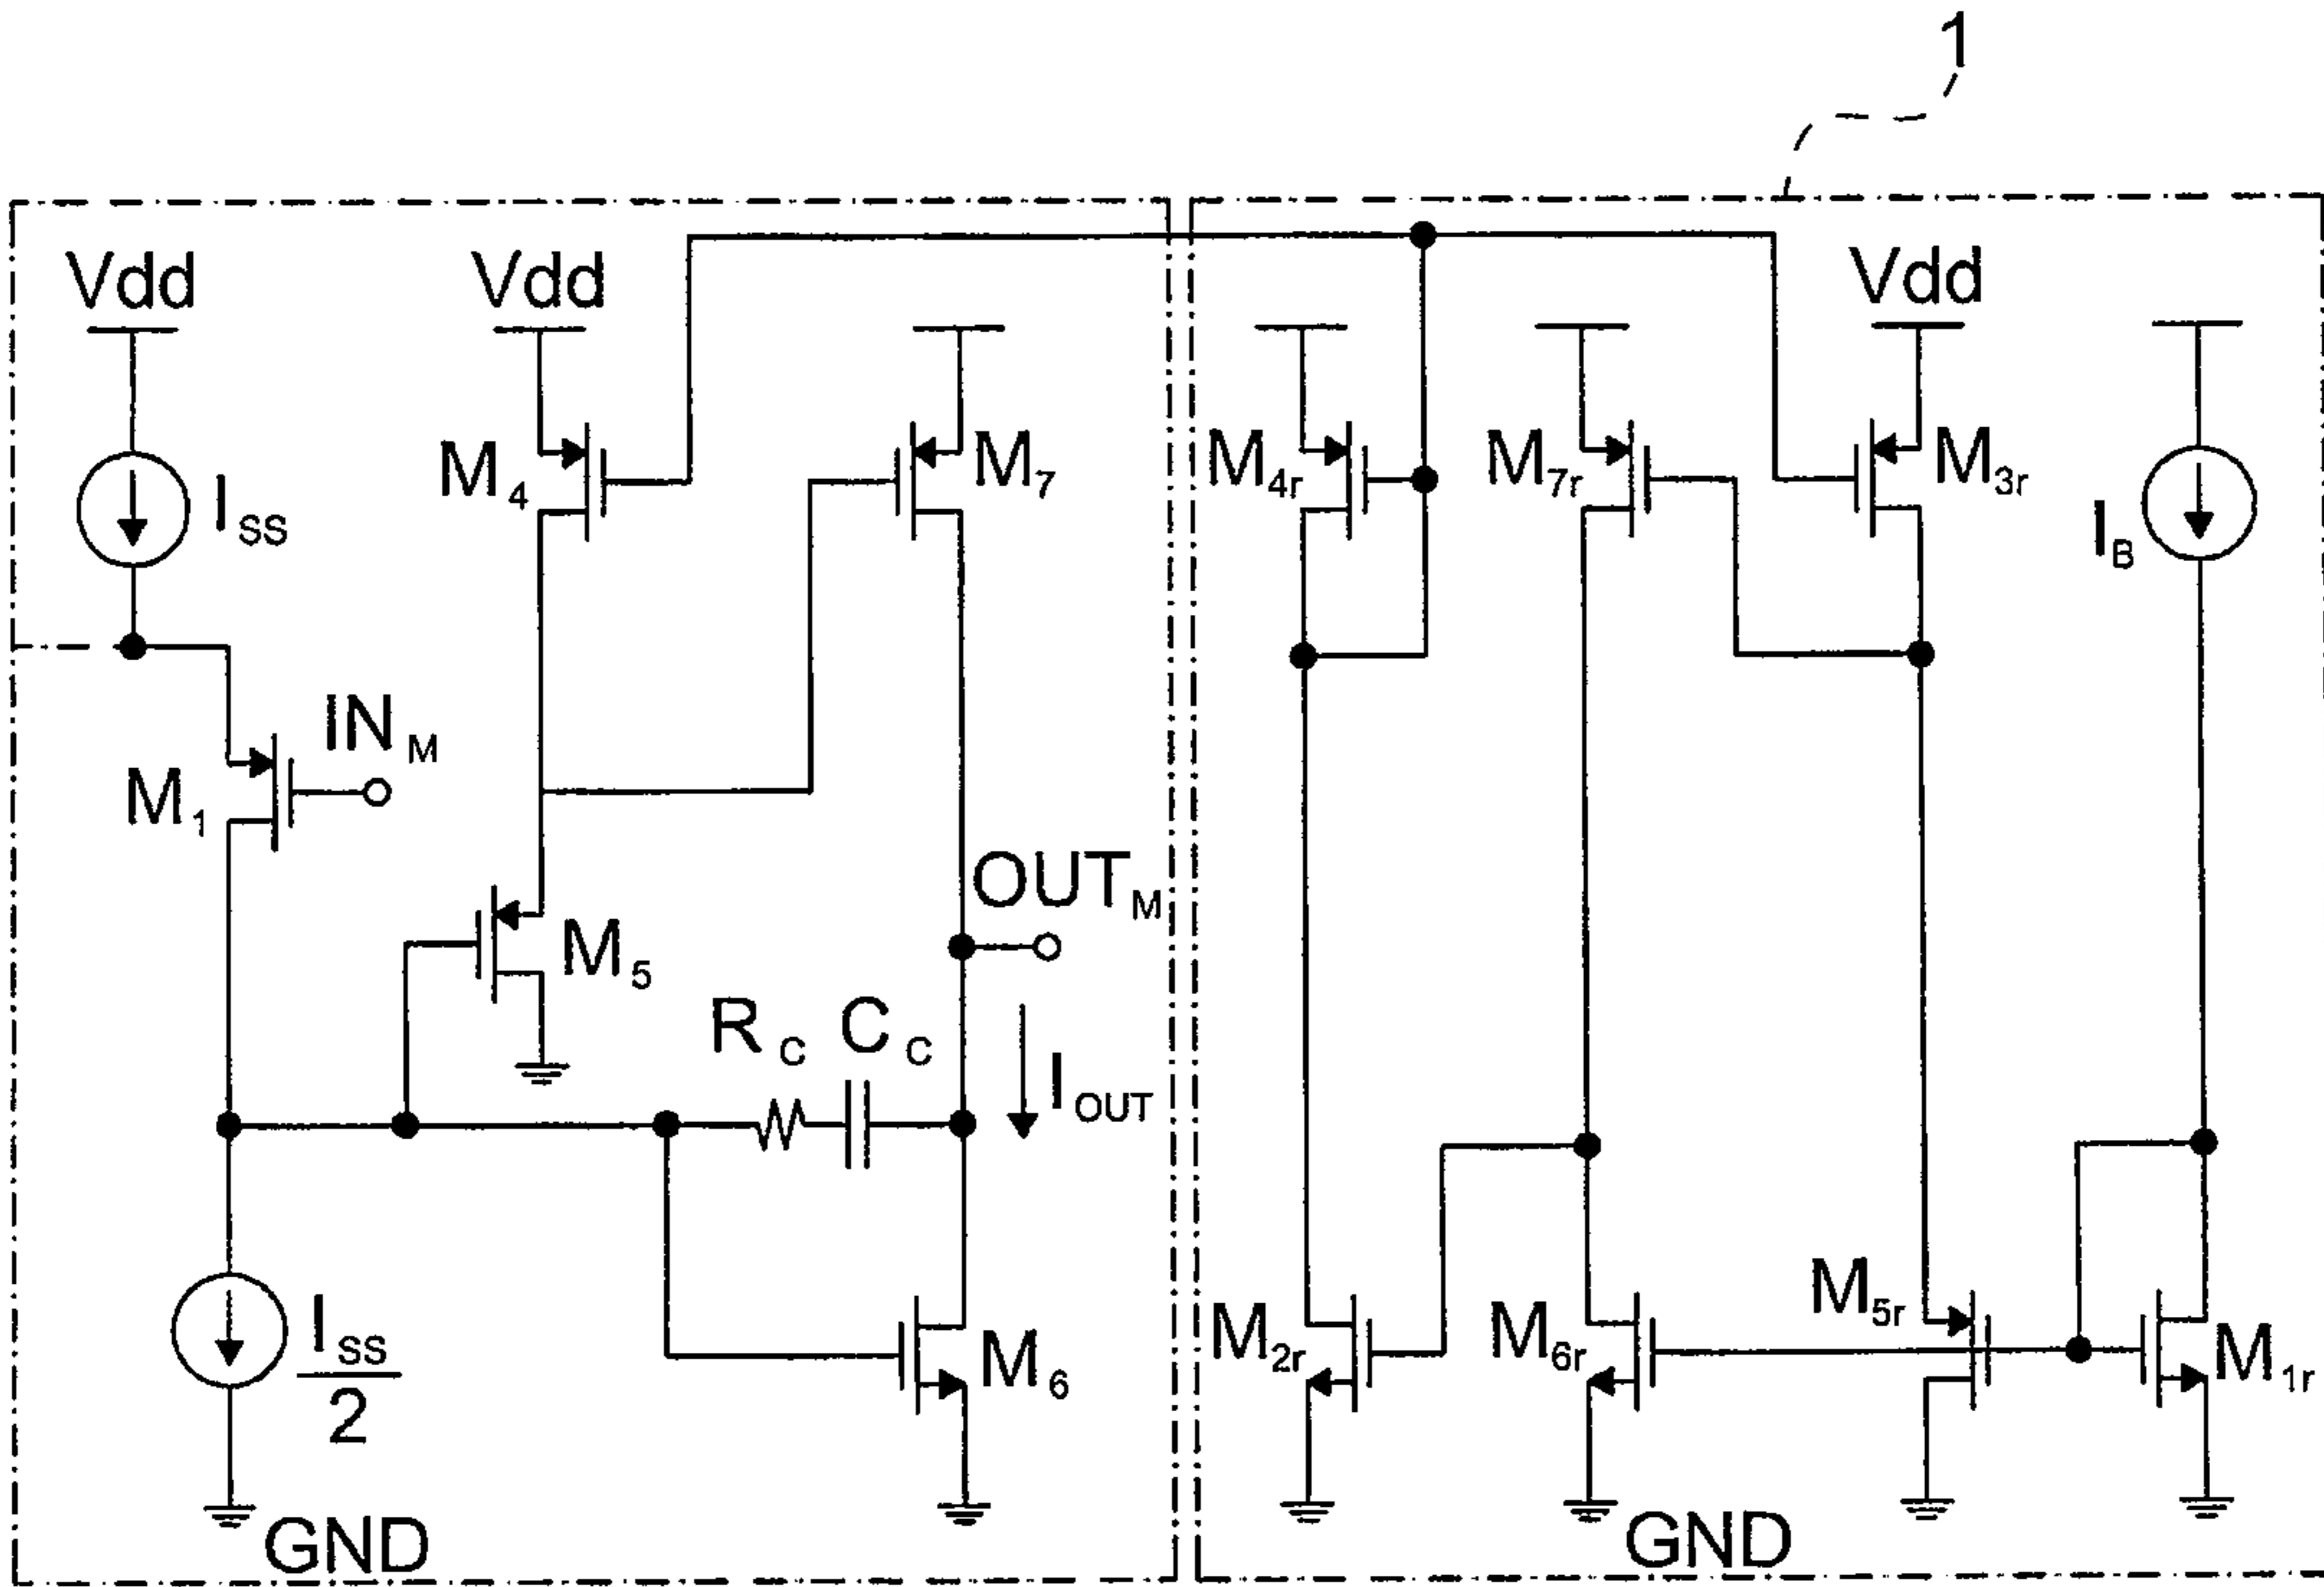 1
Vdd
Vdd
Vdd
M4
M7
M4r
M7r
M3r
ISS
IB
INM
M1
OUTM
M5
RC CC
IOUT
ISS
2
M6
M2r
M6r
M5r
M1r
GND
GND